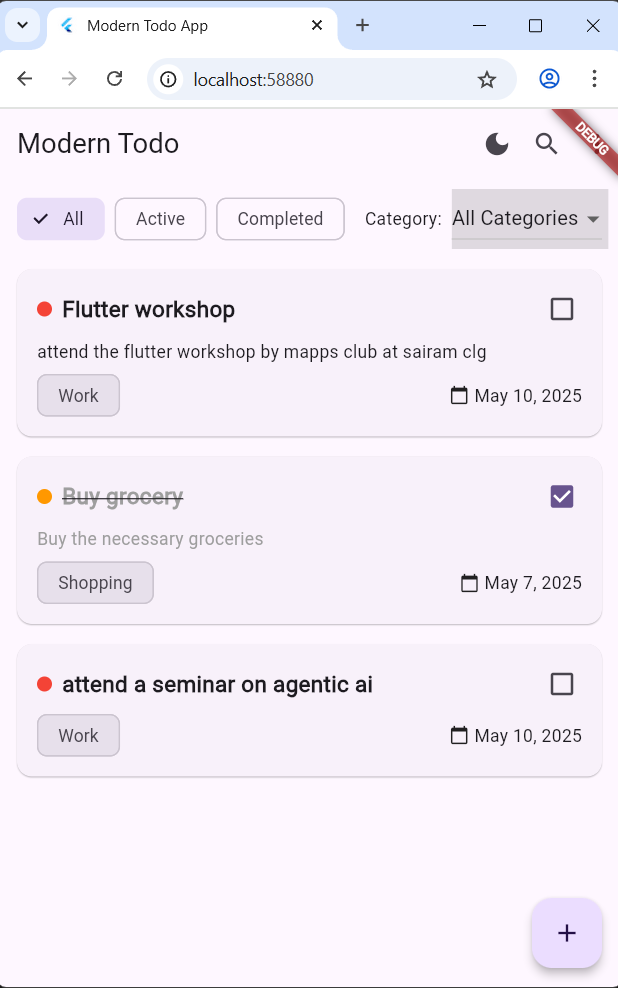 Modern Todo App
localhost:58880
Modern Todo
DEBUG
All Active Completed Category: All Categories
Flutter workshop
attend the flutter workshop by mapps club at sairam clg
Work May 10, 2025
Buy grocery
Buy the necessary groceries
Shopping May 7, 2025
attend a seminar on agentic ai
Work May 10, 2025